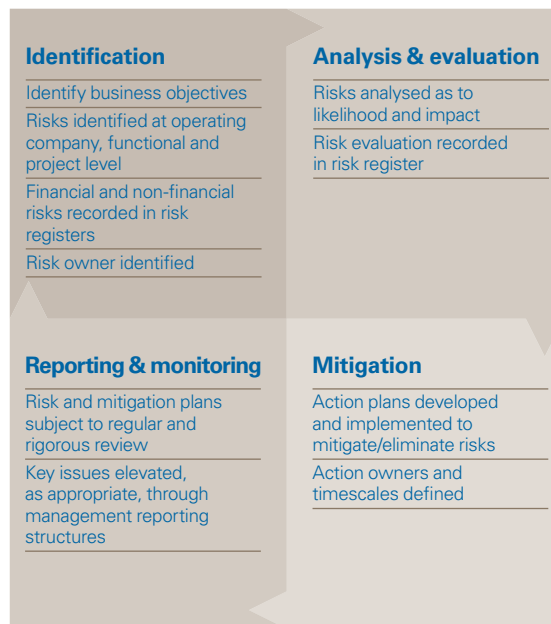 Identification
Identify business objectives
Risks identified at operating
company, functional and
project level
Financial and non-financial
risks recorded in risk
registers
Risk owner identified
Analysis & evaluation
Risks analysed as to
likelihood and impact
Risk evaluation recorded
in risk register
Reporting & monitoring
Risk and mitigation plans
subject to regular and
rigorous review
Key issues elevated,
as appropriate, through
management reporting
structures
Mitigation
Action plans developed
and implemented to
mitigate/eliminate risks
Action owners and
timescales defined